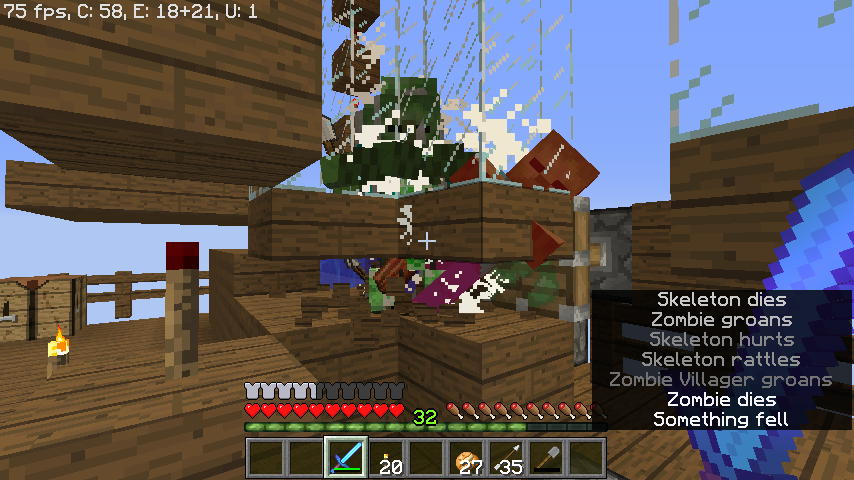 75 fps, C: 58, E: 18+21, U: 1
Skeleton dies
Zombie groans
Skeleton hurts
Skeleton rattles
Zombie Villager groans
Zombie dies
Something fell
32
20
27
35